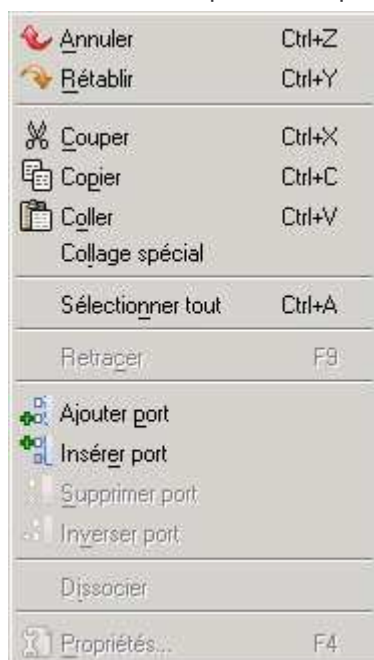 Annuler Ctrl+Z
Rétablir Ctrl+Y
Couper Ctrl+X
Copier Ctrl+C
Coller Ctrl+V
Collage spécial
Sélectionner tout Ctrl+A
Retracer F9
Ajouter port
Insérer port
Supprimer port
Inverser port
Dissocier
Propriétés... F4